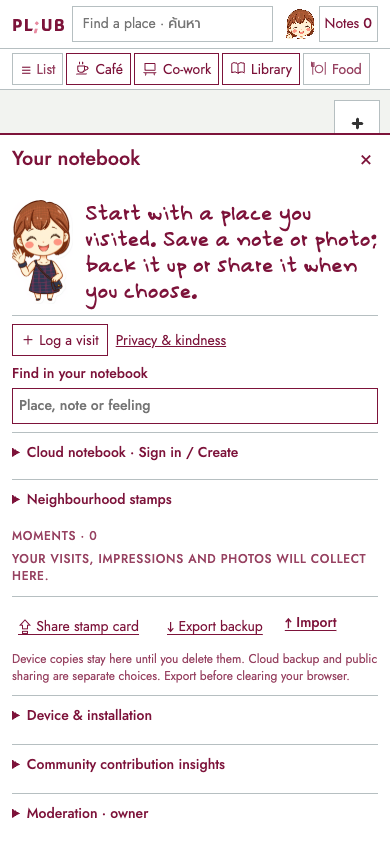 PL;UB
Find a place · ค้นหา
Notes 0
≡ List
Café
Co-work
Library
Food
+
Your notebook
×
Start with a place you
visited. Save a note or photo;
back it up or share it when
you choose.
+ Log a visit
Privacy & kindness
Find in your notebook
Place, note or feeling
▶ Cloud notebook · Sign in / Create
▶ Neighbourhood stamps
MOMENTS · 0
YOUR VISITS, IMPRESSIONS AND PHOTOS WILL COLLECT
HERE.
Share stamp card
↓ Export backup
↑ Import
Device copies stay here until you delete them. Cloud backup and public
sharing are separate choices. Export before clearing your browser.
▶ Device & installation
▶ Community contribution insights
▶ Moderation · owner